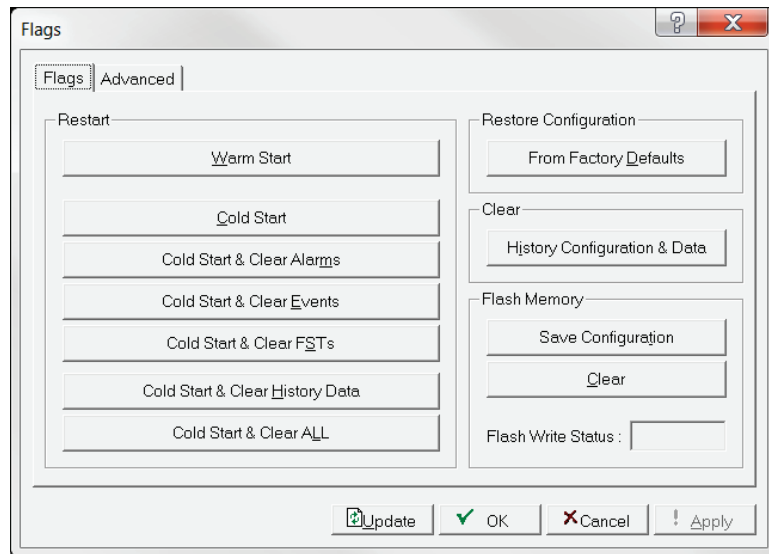 Flags
Flags
Advanced
Restart
Warm Start
Cold Start
Cold Start & Clear Alarms
Cold Start & Clear Events
Cold Start & Clear FSTs
Cold Start & Clear History Data
Cold Start & Clear ALL
Restore Configuration
From Factory Defaults
Clear
History Configuration & Data
Flash Memory
Save Configuration
Clear
Flash Write Status :
Update
OK
Cancel
! Apply